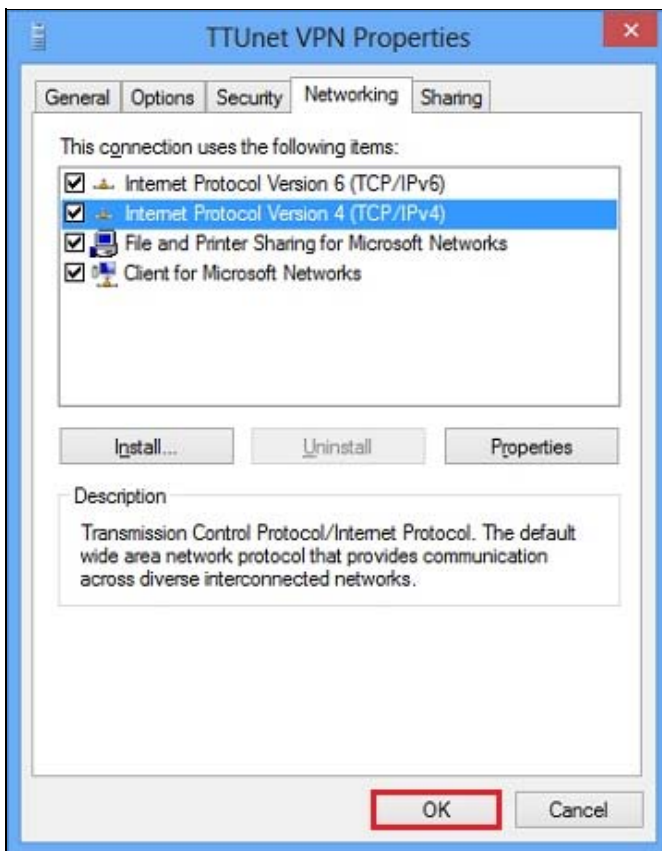 TTUnet VPN Properties
General Options Security Networking Sharing
This connection uses the following items:
Internet Protocol Version 6 (TCP/IPv6)
Internet Protocol Version 4 (TCP/IPv4)
File and Printer Sharing for Microsoft Networks
Client for Microsoft Networks
Install... Uninstall Properties
Description
Transmission Control Protocol/Internet Protocol. The default
wide area network protocol that provides communication
across diverse interconnected networks.
OK Cancel